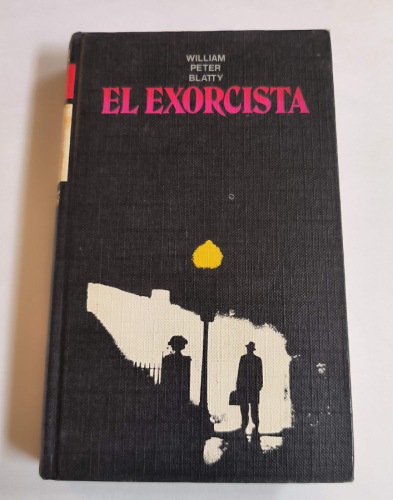 WILLIAM
PETER
BLATTY
EL EXORCISTA